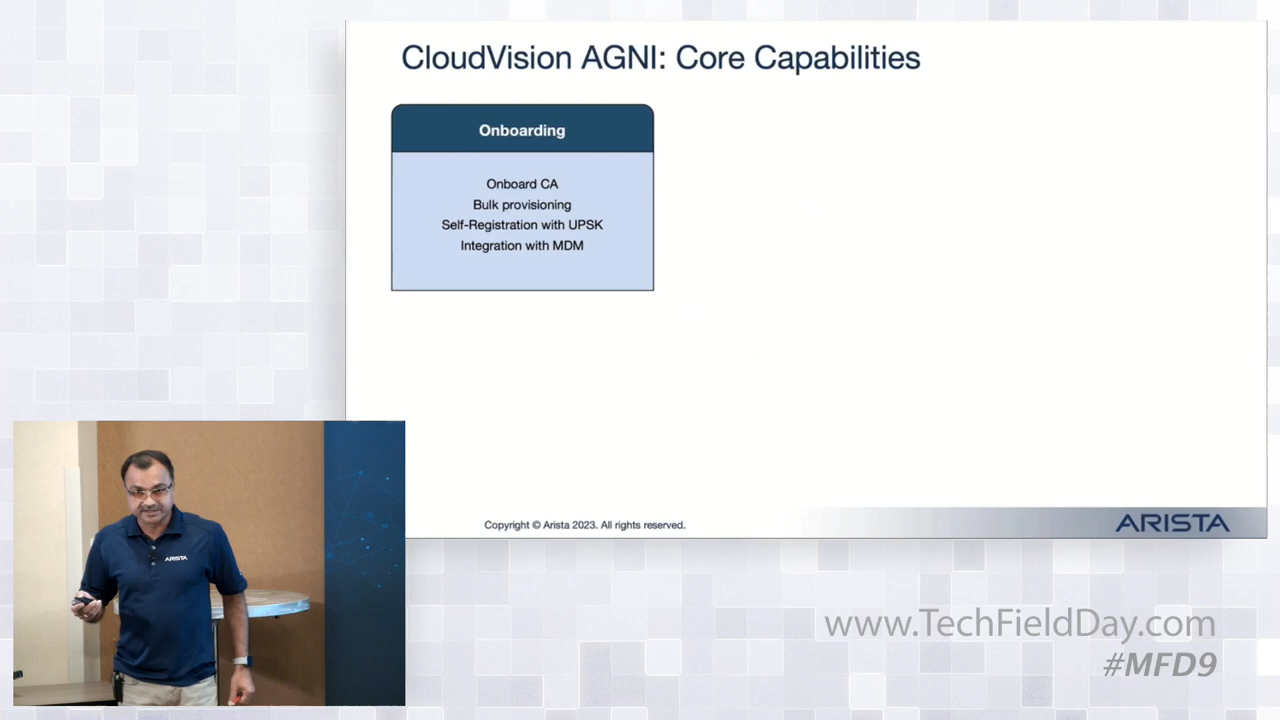 CloudVision AGNI: Core Capabilities
Onboarding
Onboard CA
Bulk provisioning
Self-Registration with UPSK
Integration with MDM
Copyright © Arista 2023. All rights reserved.
ARISTA
ARISTA
www.TechFieldDay.com
#MFD9